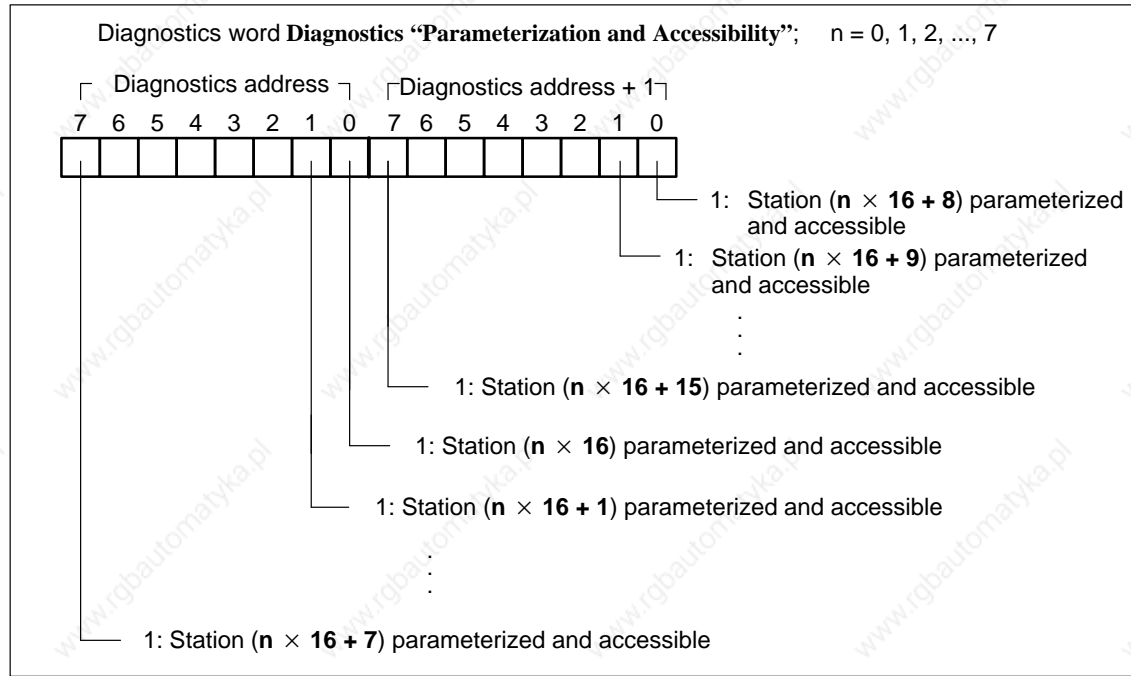 Diagnostics word Diagnostics “Parameterization and Accessibility”; n = 0, 1, 2, ..., 7
Diagnostics address Diagnostics address + 1
7 6 5 4 3 2 1 0 7 6 5 4 3 2 1 0
1: Station (n × 16 + 8) parameterized
and accessible
1: Station (n × 16 + 9) parameterized
and accessible
.
.
.
1: Station (n × 16 + 15) parameterized and accessible
1: Station (n × 16) parameterized and accessible
1: Station (n × 16 + 1) parameterized and accessible
.
.
.
1: Station (n × 16 + 7) parameterized and accessible
www.rgbautomatyka.pl